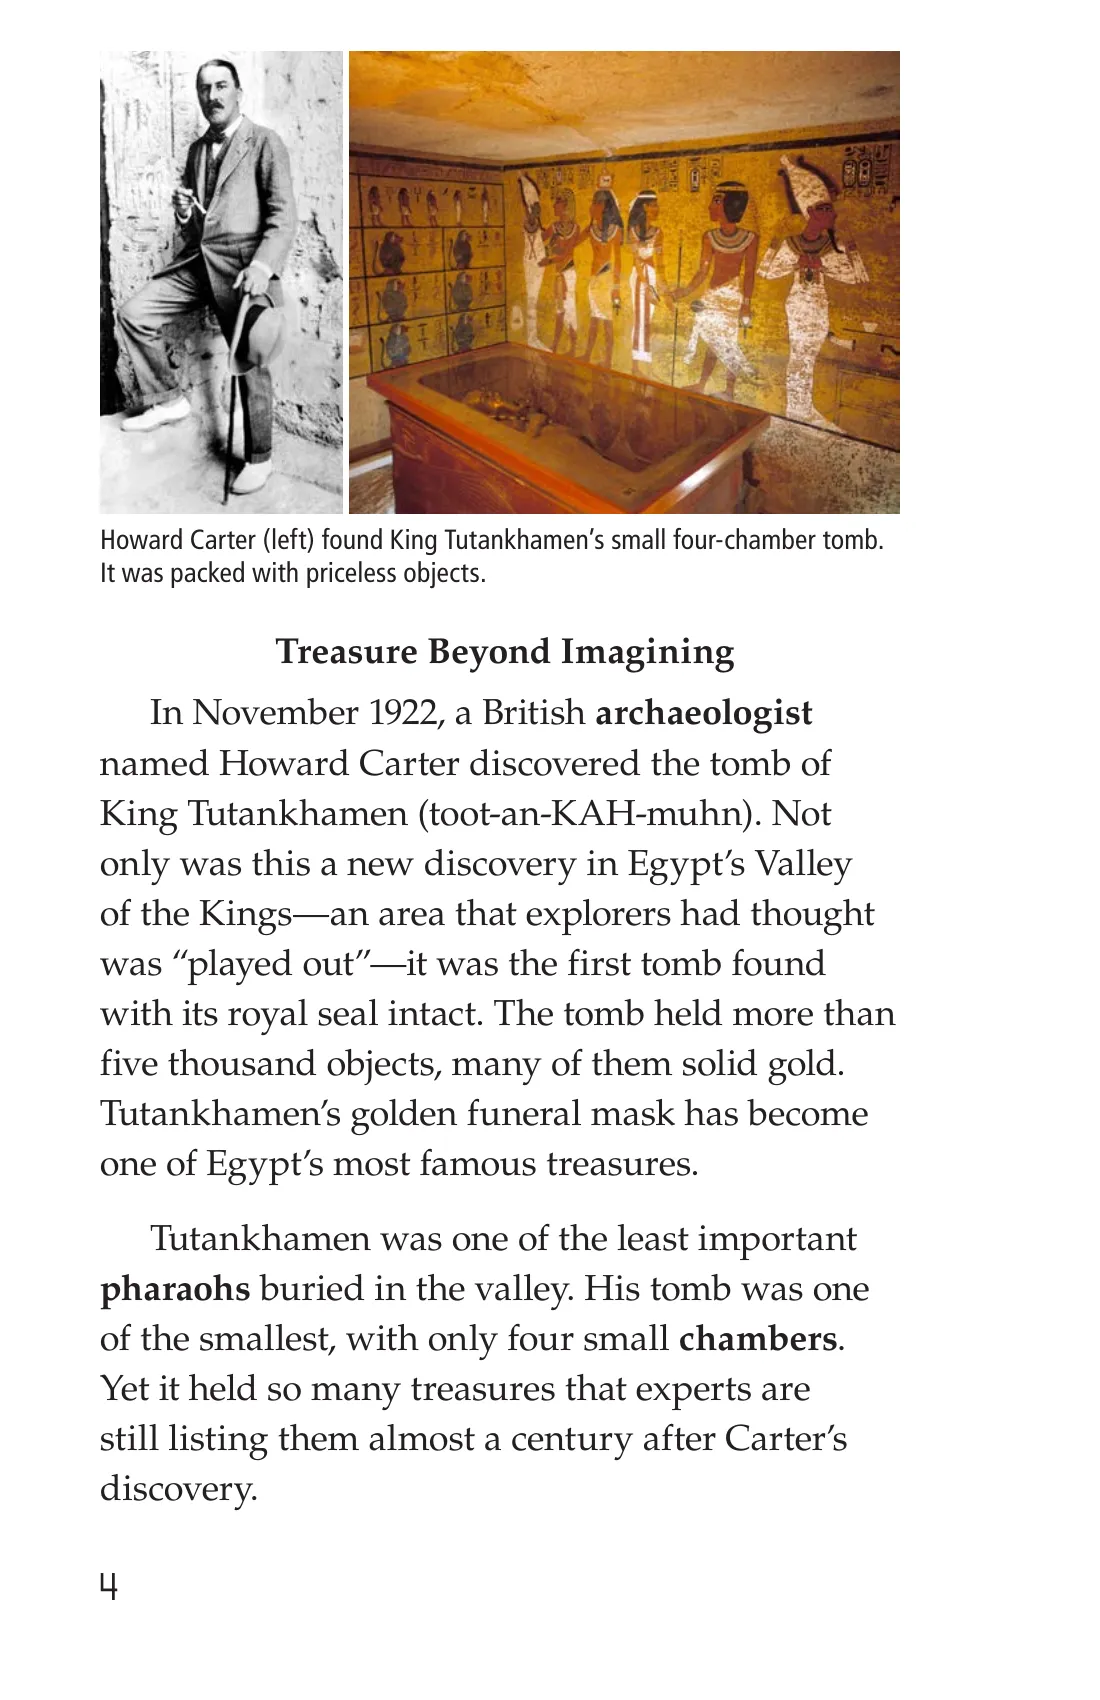 Howard Carter (left) found King Tutankhamen’s small four-chamber tomb.
It was packed with priceless objects.
Treasure Beyond Imagining
In November 1922, a British archaeologist
named Howard Carter discovered the tomb of
King Tutankhamen (toot-an-KAH-muhn). Not
only was this a new discovery in Egypt’s Valley
of the Kings—an area that explorers had thought
was “played out”—it was the first tomb found
with its royal seal intact. The tomb held more than
five thousand objects, many of them solid gold.
Tutankhamen’s golden funeral mask has become
one of Egypt’s most famous treasures.
Tutankhamen was one of the least important
pharaohs buried in the valley. His tomb was one
of the smallest, with only four small chambers.
Yet it held so many treasures that experts are
still listing them almost a century after Carter’s
discovery.
4